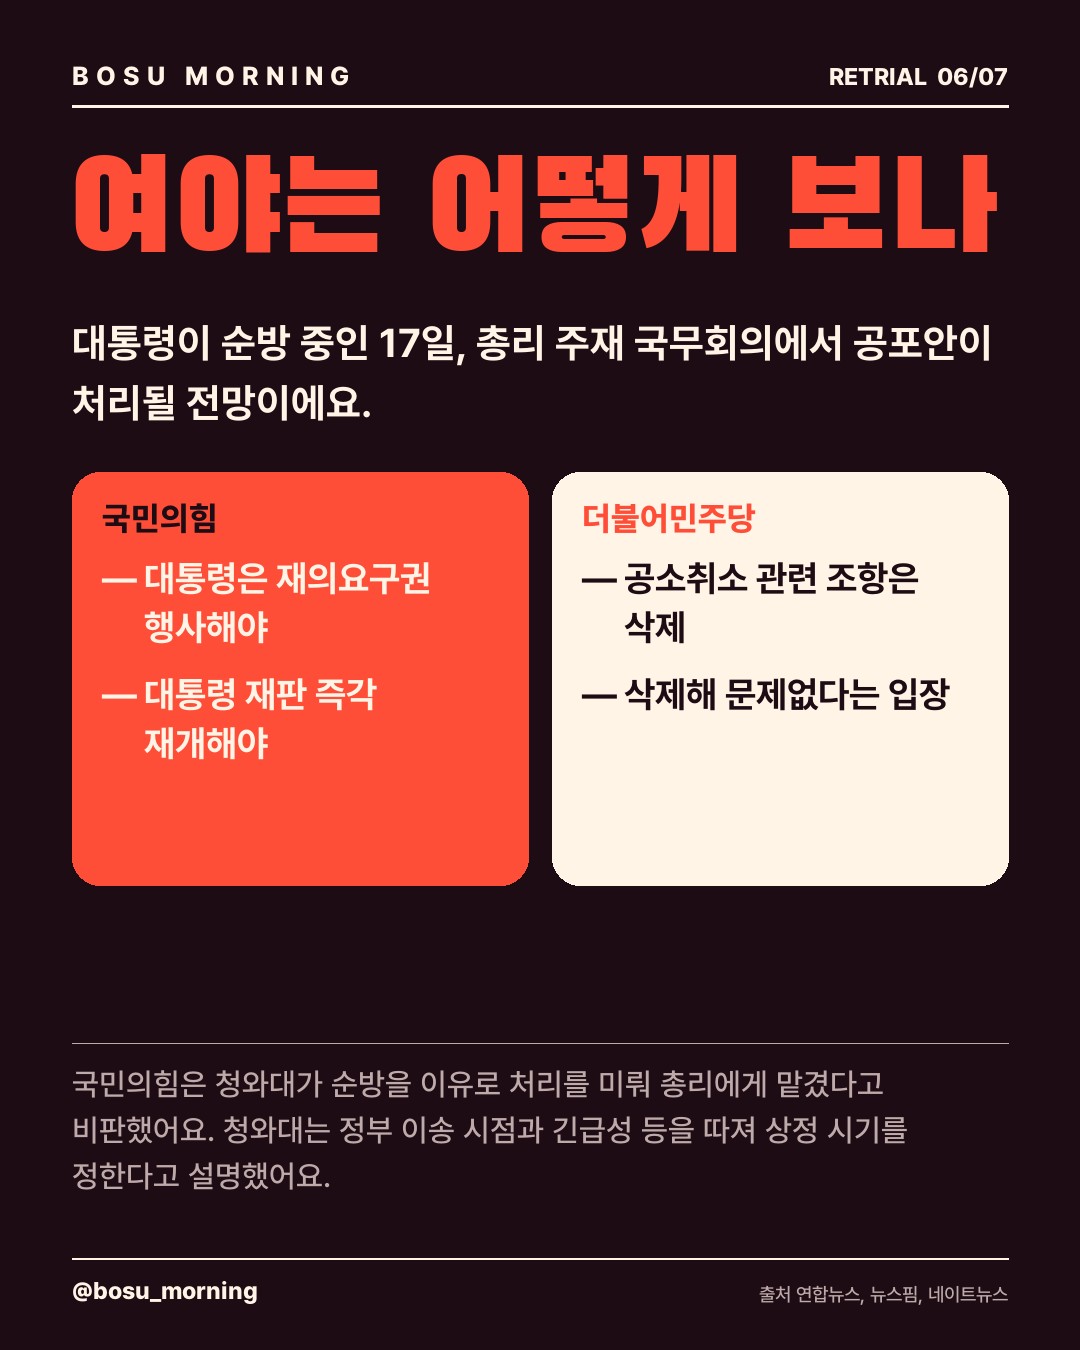 BOSU MORNING
RETRIAL 06/07
여야는 어떻게 보나
대통령이 순방 중인 17일, 총리 주재 국무회의에서 공포안이
처리될 전망이에요.
국민의힘
— 대통령은 재의요구권
행사해야
— 대통령 재판 즉각
재개해야
더불어민주당
— 공소취소 관련 조항은
삭제
— 삭제해 문제없다는 입장
국민의힘은 청와대가 순방을 이유로 처리를 미뤄 총리에게 맡겼다고
비판했어요. 청와대는 정부 이송 시점과 긴급성 등을 따져 상정 시기를
정한다고 설명했어요.
@bosu_morning
출처 연합뉴스, 뉴스핌, 네이트뉴스